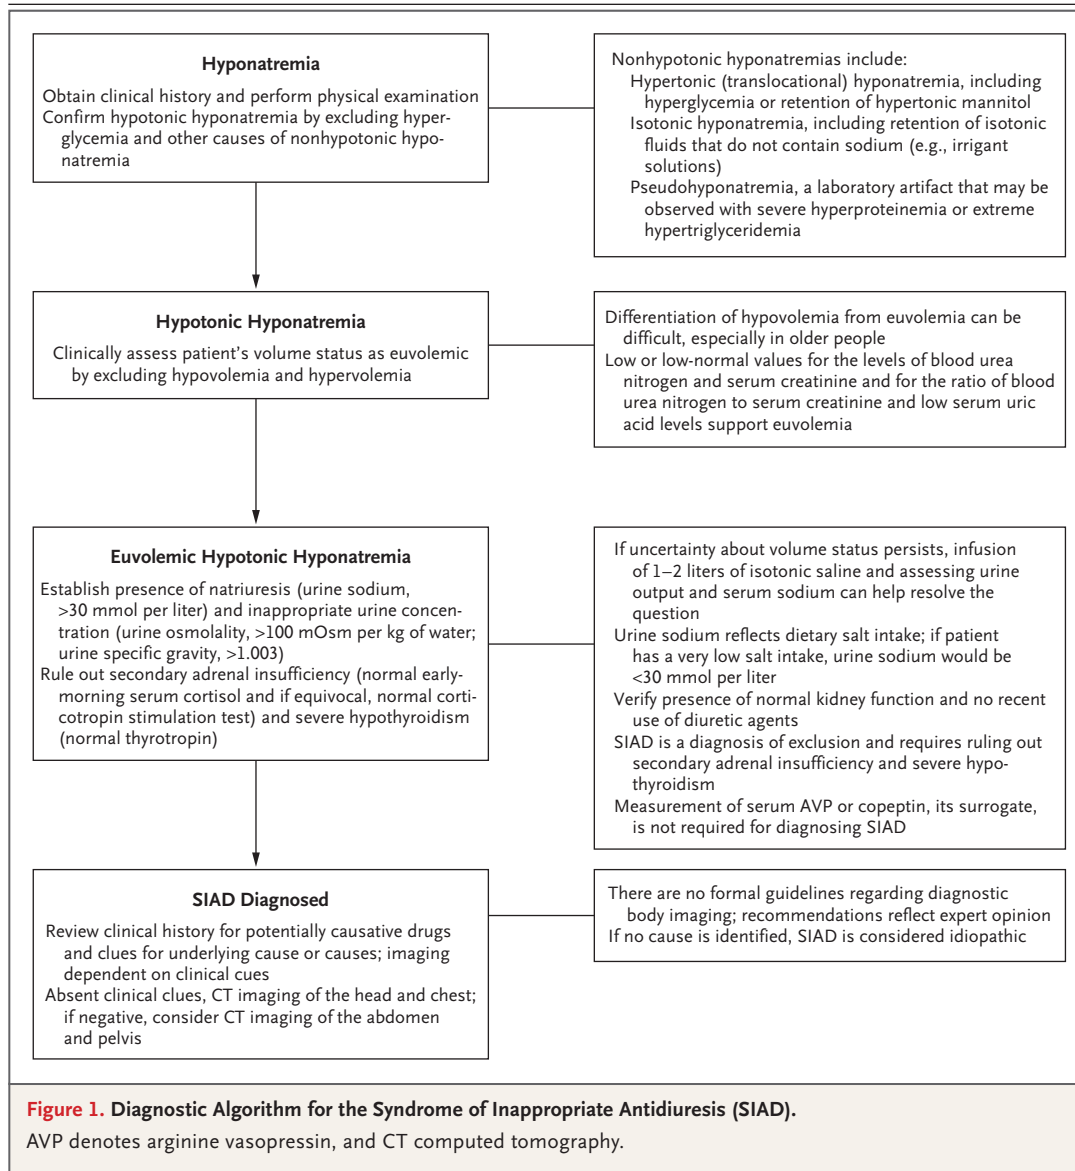 Hyponatremia
Obtain clinical history and perform physical examination
Confirm hypotonic hyponatremia by excluding hyper-
glycemia and other causes of nonhypotonic hypo-
natremia
Nonhypotonic hyponatremias include:
Hypertonic (translocational) hyponatremia, including
hyperglycemia or retention of hypertonic mannitol
Isotonic hyponatremia, including retention of isotonic
fluids that do not contain sodium (e.g., irrigant
solutions)
Pseudohyponatremia, a laboratory artifact that may be
observed with severe hyperproteinemia or extreme
hypertriglyceridemia
Hypotonic Hyponatremia
Clinically assess patient's volume status as euvolemic
by excluding hypovolemia and hypervolemia
Differentiation of hypovolemia from euvolemia can be
difficult, especially in older people
Low or low-normal values for the levels of blood urea
nitrogen and serum creatinine and for the ratio of blood
urea nitrogen to serum creatinine and low serum uric
acid levels support euvolemia
Euvolemic Hypotonic Hyponatremia
Establish presence of natriuresis (urine sodium,
>30 mmol per liter) and inappropriate urine concen-
tration (urine osmolality, >100 mOsm per kg of water;
urine specific gravity, >1.003)
Rule out secondary adrenal insufficiency (normal early-
morning serum cortisol and if equivocal, normal corti-
cotropin stimulation test) and severe hypothyroidism
(normal thyrotropin)
If uncertainty about volume status persists, infusion
of 1–2 liters of isotonic saline and assessing urine
output and serum sodium can help resolve the
question
Urine sodium reflects dietary salt intake; if patient
has a very low salt intake, urine sodium would be
<30 mmol per liter
Verify presence of normal kidney function and no recent
use of diuretic agents
SIAD is a diagnosis of exclusion and requires ruling out
secondary adrenal insufficiency and severe hypo-
thyroidism
Measurement of serum AVP or copeptin, its surrogate,
is not required for diagnosing SIAD
SIAD Diagnosed
Review clinical history for potentially causative drugs
and clues for underlying cause or causes; imaging
dependent on clinical cues
Absent clinical clues, CT imaging of the head and chest;
if negative, consider CT imaging of the abdomen
and pelvis
There are no formal guidelines regarding diagnostic
body imaging; recommendations reflect expert opinion
If no cause is identified, SIAD is considered idiopathic
Figure 1. Diagnostic Algorithm for the Syndrome of Inappropriate Antidiuresis (SIAD).
AVP denotes arginine vasopressin, and CT computed tomography.